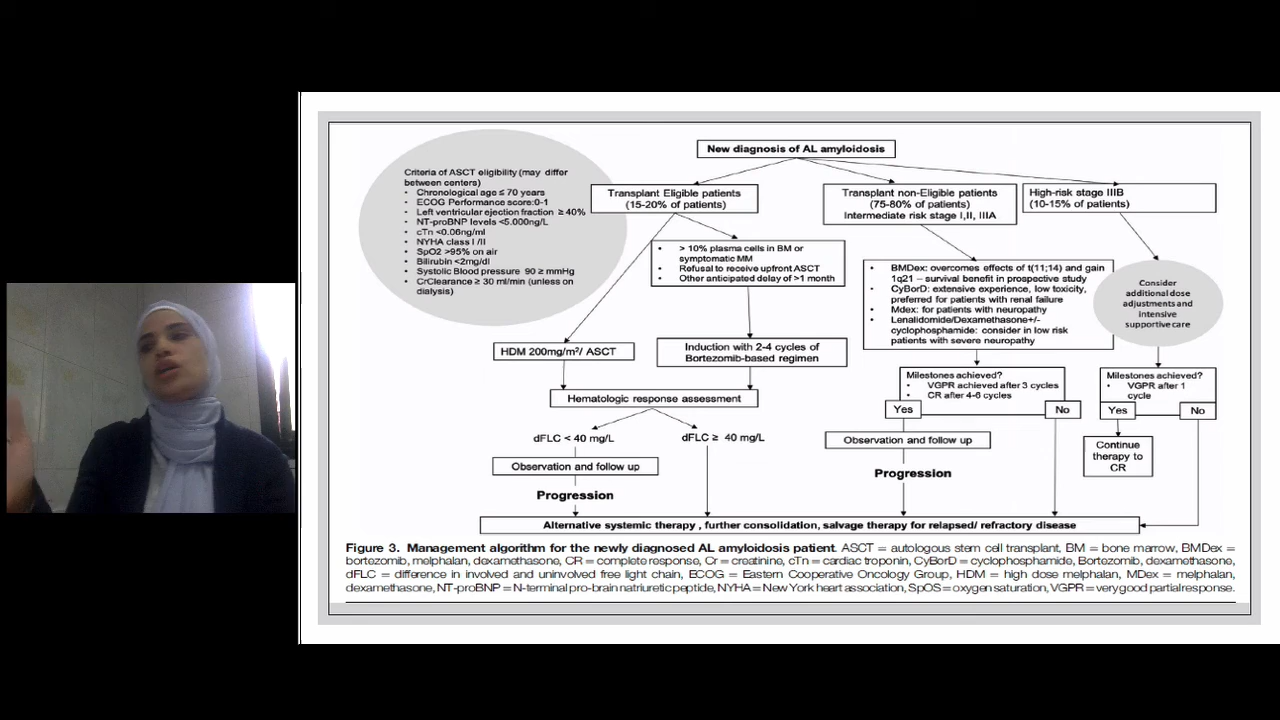 New diagnosis of AL amyloidosis
Criteria of ASCT eligibility (may differ
between centers)
• Chronological age ≤ 70 years
• ECOG Performance score:0-1
• Left ventricular ejection fraction ≥ 40%
• NT-proBNP levels <5.000ng/L
• cTn <0.06ng/ml
• NYHA class I /II
• SpO2 >95% on air
• Bilirubin <2mg/dl
• Systolic Blood pressure 90 ≥ mmHg
• CrClearance ≥ 30 ml/min (unless on
dialysis)
Transplant Eligible patients
(15-20% of patients)
Transplant non-Eligible patients
(75-80% of patients)
Intermediate risk stage I,II, IIIA
High-risk stage IIIB
(10-15% of patients)
• > 10% plasma cells in BM or
symptomatic MM
• Refusal to receive upfront ASCT
• Other anticipated delay of >1 month
• BMDex: overcomes effects of t(11;14) and gain
1q21 – survival benefit in prospective study
• CyBorD: extensive experience, low toxicity,
preferred for patients with renal failure
• Mdex: for patients with neuropathy
• Lenalidomide/Dexamethasone+/-
cyclophosphamide: consider in low risk
patients with severe neuropathy
Consider
additional dose
adjustments and
intensive
supportive care
HDM 200mg/m²/ ASCT
Induction with 2-4 cycles of
Bortezomib-based regimen
Hematologic response assessment
Milestones achieved?
• VGPR achieved after 3 cycles
• CR after 4-6 cycles
Yes
No
Milestones achieved?
• VGPR after 1
cycle
Yes
No
dFLC < 40 mg/L
dFLC ≥ 40 mg/L
Observation and follow up
Observation and follow up
Continue
therapy to
CR
Progression
Progression
Alternative systemic therapy , further consolidation, salvage therapy for relapsed/ refractory disease
Figure 3. Management algorithm for the newly diagnosed AL amyloidosis patient. ASCT = autologous stem cell transplant, BM = bone marrow, BMDex =
bortezomib, melphalan, dexamethasone, CR = complete response, Cr = creatinine, cTn = cardiac troponin, CyBorD = cyclophosphamide, Bortezomib, dexamethasone,
dFLC = difference in involved and uninvolved free light chain, ECOG = Eastern Cooperative Oncology Group, HDM = high dose melphalan, MDex = melphalan,
dexamethasone, NT-proBNP = N-terminal pro-brain natriuretic peptide, NYHA = New York heart association, SpOS = oxygen saturation, VGPR = very good partial response.